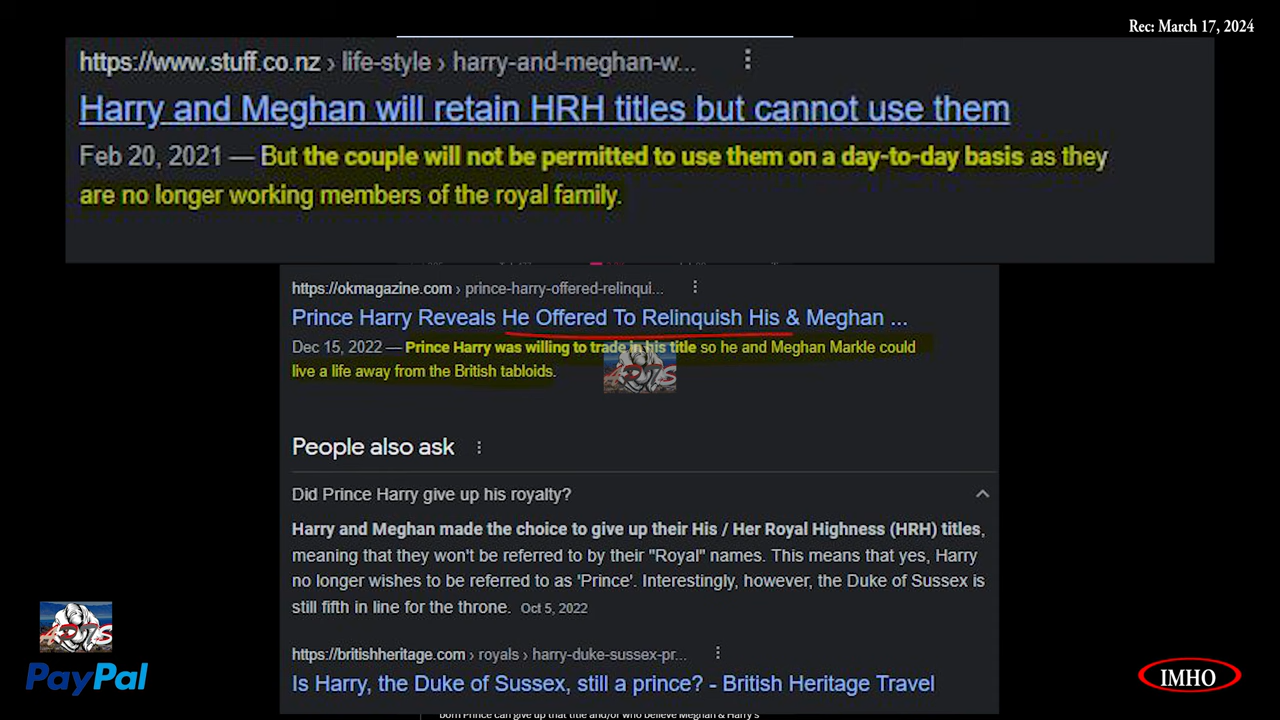 Rec: March 17, 2024
https://www.stuff.co.nz › life-style › harry-and-meghan-w...
Harry and Meghan will retain HRH titles but cannot use them
Feb 20, 2021 — But the couple will not be permitted to use them on a day-to-day basis as they
are no longer working members of the royal family.
https://okmagazine.com › prince-harry-offered-relinqui...
Prince Harry Reveals He Offered To Relinquish His & Meghan ...
Dec 15, 2022 — Prince Harry was willing to trade in his title so he and Meghan Markle could
live a life away from the British tabloids.
People also ask
Did Prince Harry give up his royalty?
Harry and Meghan made the choice to give up their His / Her Royal Highness (HRH) titles,
meaning that they won't be referred to by their "Royal" names. This means that yes, Harry
no longer wishes to be referred to as 'Prince'. Interestingly, however, the Duke of Sussex is
still fifth in line for the throne. Oct 5, 2022
https://britishheritage.com › royals › harry-duke-sussex-pr...
Is Harry, the Duke of Sussex, still a prince? - British Heritage Travel
PayPal
IMHO